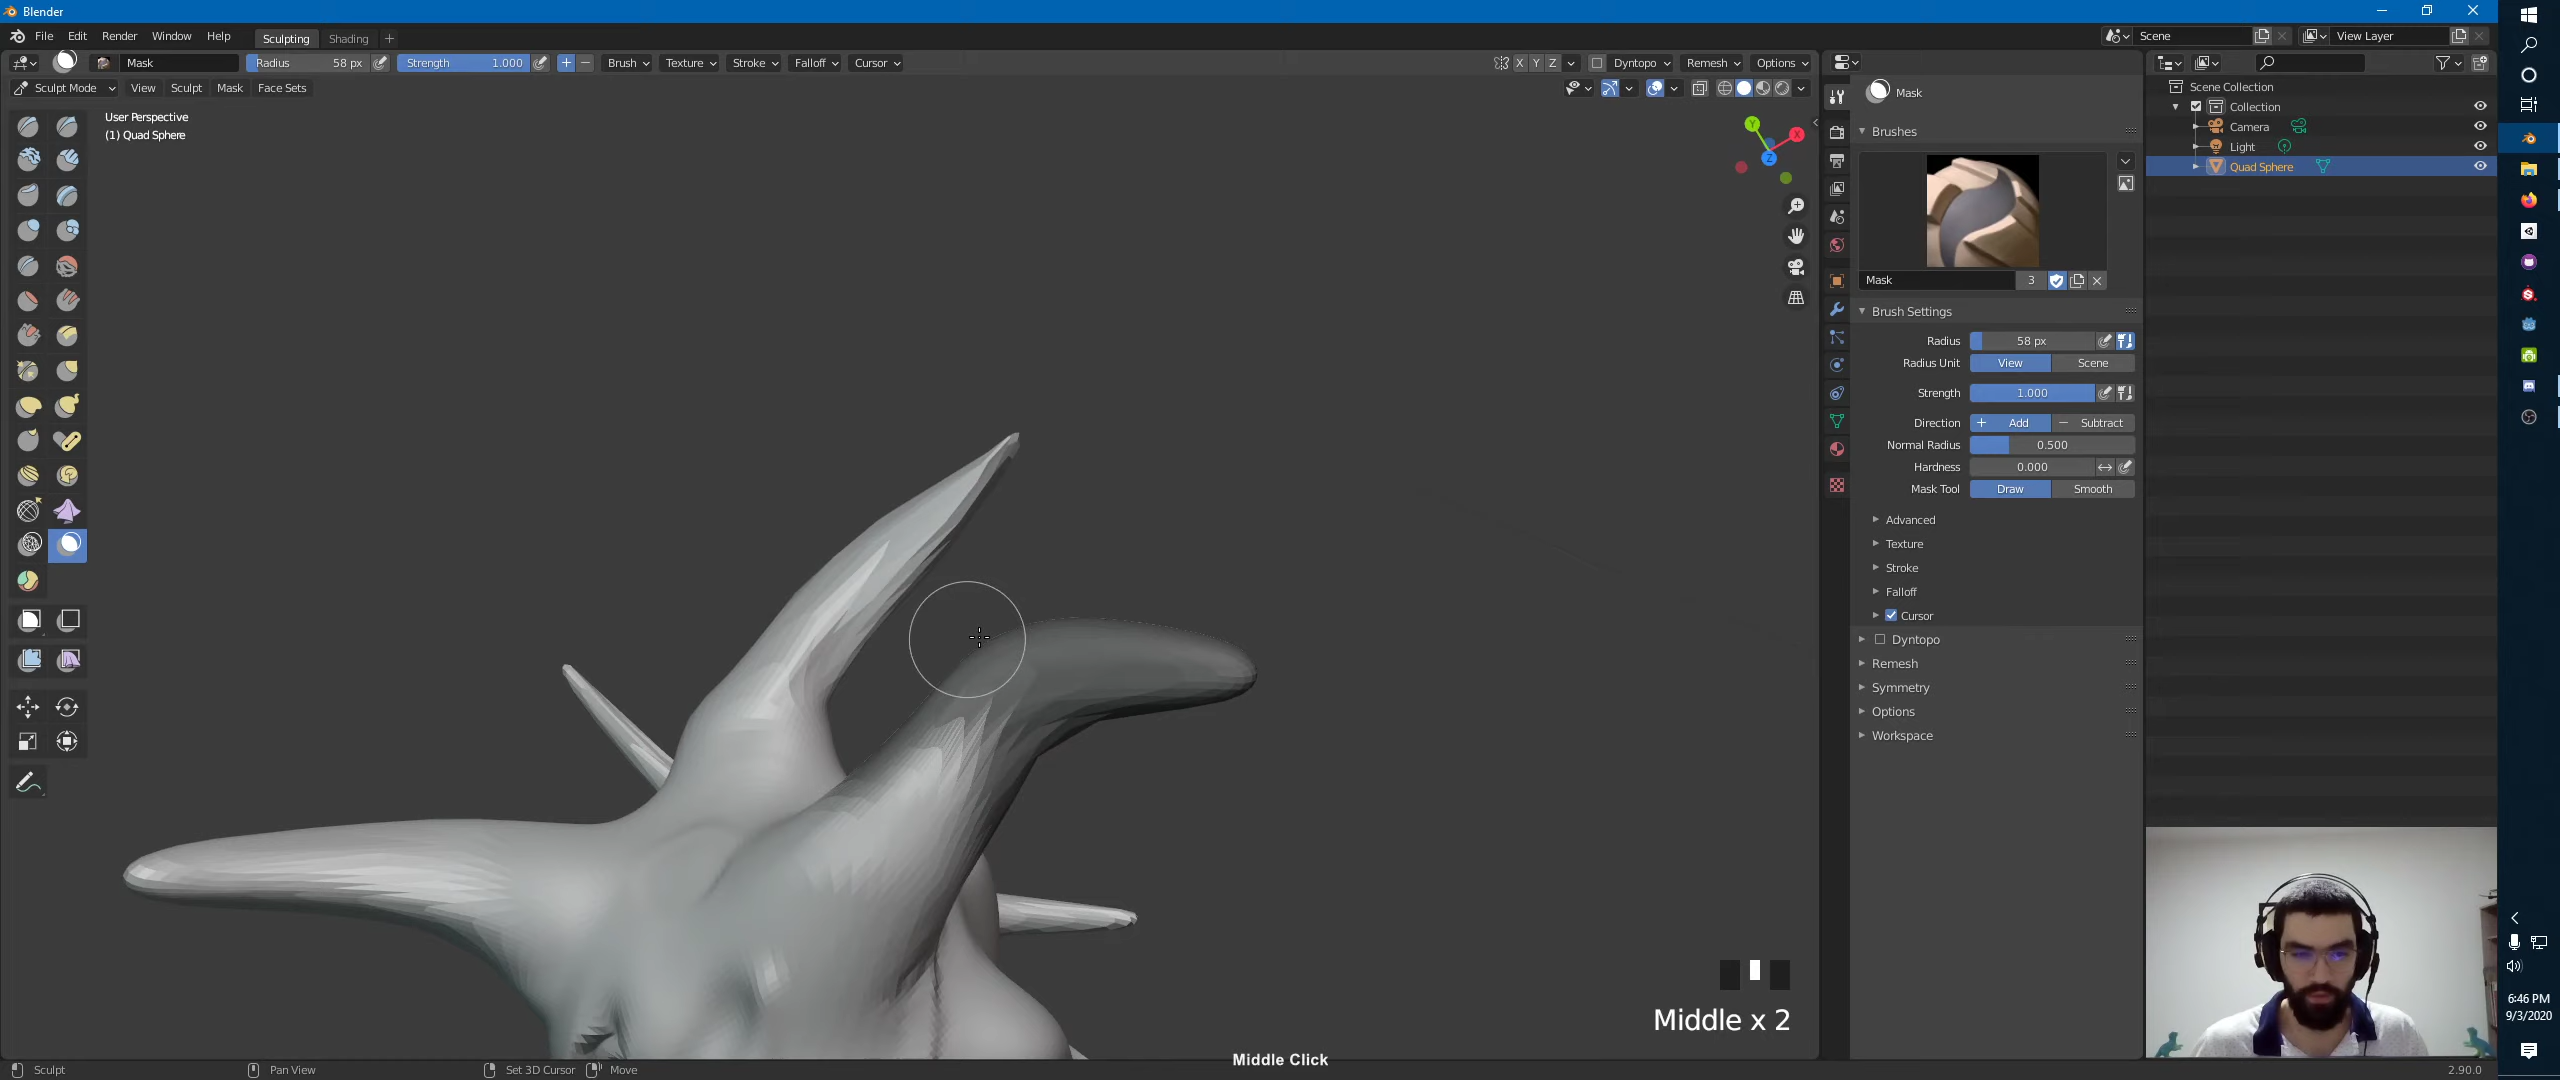 Blender
File Edit Render Window Help Sculpting Shading Scene View Layer
Mask Radius 58 px Strength 1.000 Brush Texture Stroke Falloff Cursor X Y Z Dyntopo Remesh Options
Sculpt Mode View Sculpt Mask Face Sets
User Perspective
(1) Quad Sphere
Y X Z
Mask
Brushes
Mask 3
Brush Settings
Radius 58 px
Radius Unit View Scene
Strength 1.000
Direction + Add − Subtract
Normal Radius 0.500
Hardness 0.000
Mask Tool Draw Smooth
Advanced
Texture
Stroke
Falloff
Cursor
Dyntopo
Remesh
Symmetry
Options
Workspace
Scene Collection
Collection
Camera
Light
Quad Sphere
Middle x 2
Middle Click
Sculpt Pan View Set 3D Cursor Move 2.90.0
6:46 PM
9/3/2020